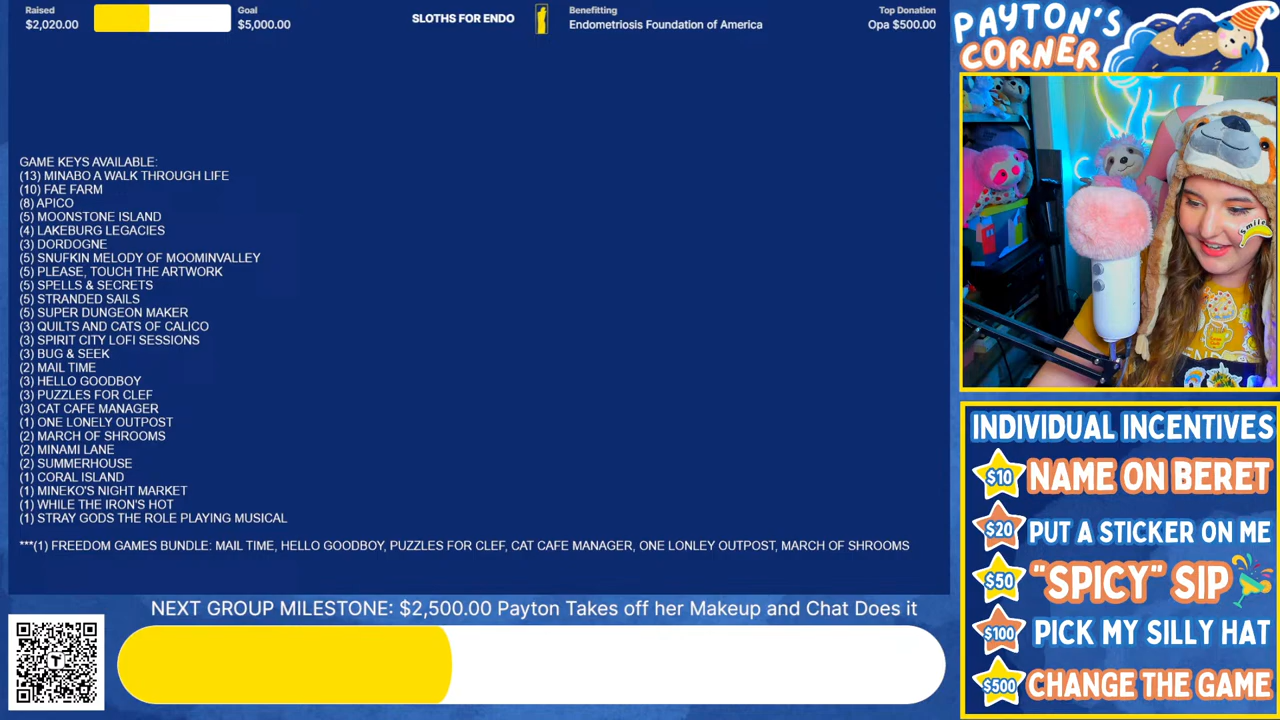 Raised
$2,020.00
Goal
$5,000.00
SLOTHS FOR ENDO
Benefitting
Endometriosis Foundation of America
Top Donation
Opa $500.00
PAYTON'S
CORNER
GAME KEYS AVAILABLE:
(13) MINABO A WALK THROUGH LIFE
(10) FAE FARM
(8) APICO
(5) MOONSTONE ISLAND
(4) LAKEBURG LEGACIES
(3) DORDOGNE
(5) SNUFKIN MELODY OF MOOMINVALLEY
(5) PLEASE, TOUCH THE ARTWORK
(5) SPELLS & SECRETS
(5) STRANDED SAILS
(5) SUPER DUNGEON MAKER
(3) QUILTS AND CATS OF CALICO
(3) SPIRIT CITY LOFI SESSIONS
(3) BUG & SEEK
(2) MAIL TIME
(3) HELLO GOODBOY
(3) PUZZLES FOR CLEF
(3) CAT CAFE MANAGER
(1) ONE LONELY OUTPOST
(2) MARCH OF SHROOMS
(2) MINAMI LANE
(2) SUMMERHOUSE
(1) CORAL ISLAND
(1) MINEKO'S NIGHT MARKET
(1) WHILE THE IRON'S HOT
(1) STRAY GODS THE ROLE PLAYING MUSICAL
***(1) FREEDOM GAMES BUNDLE: MAIL TIME, HELLO GOODBOY, PUZZLES FOR CLEF, CAT CAFE MANAGER, ONE LONLEY OUTPOST, MARCH OF SHROOMS
NEXT GROUP MILESTONE: $2,500.00 Payton Takes off her Makeup and Chat Does it
T
Smile
INDIVIDUAL INCENTIVES
$10 NAME ON BERET
$20 PUT A STICKER ON ME
$50 "SPICY" SIP
$100 PICK MY SILLY HAT
$500 CHANGE THE GAME